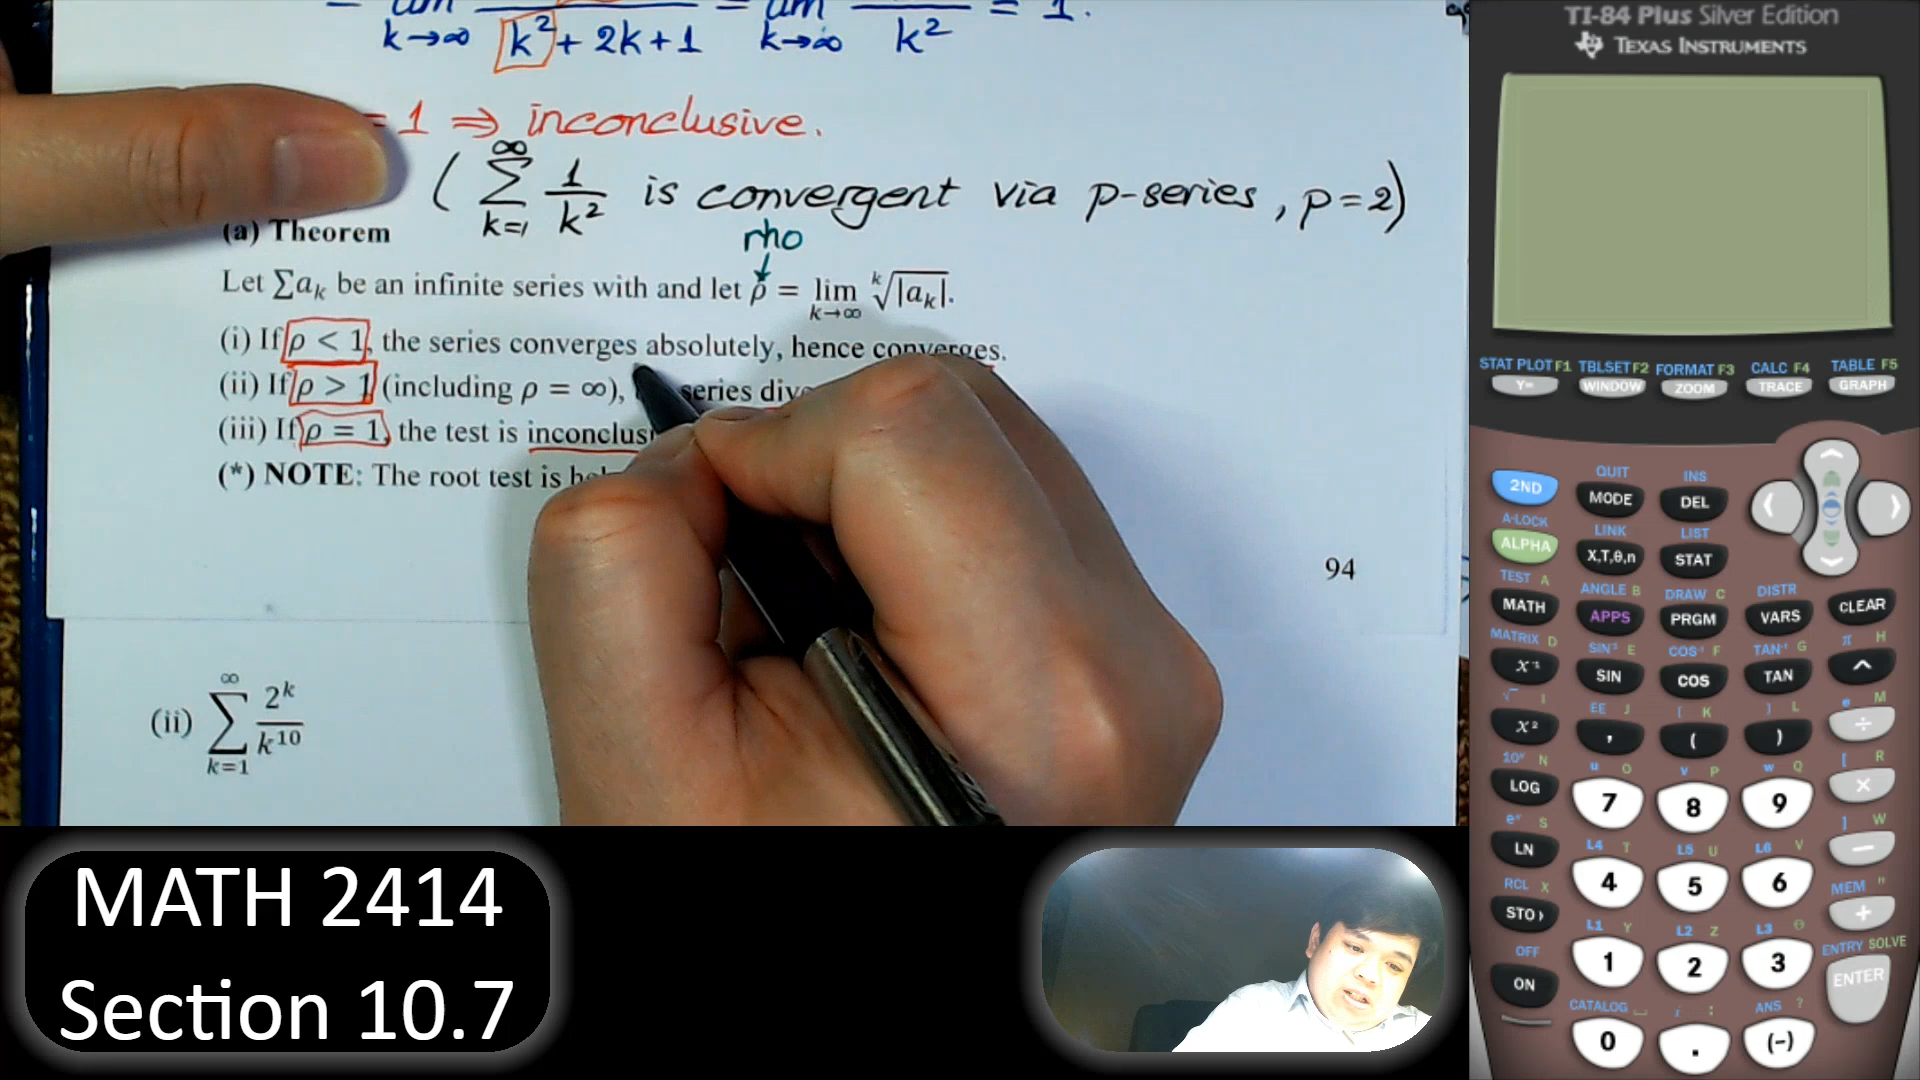 = lim k→∞ / k² + 2k + 1 = lim k→∞ / k² = 1.
= 1 ⇒ inconclusive.
( ∑ k=1 ∞ 1/k² is convergent via p-series, p=2)
(a) Theorem
rho
Let ∑aₖ be an infinite series with and let ρ = lim k→∞ ᵏ√|aₖ|.
(i) If ρ < 1, the series converges absolutely, hence converges.
(ii) If ρ > 1 (including ρ = ∞), series
(iii) If ρ = 1, the test is
(*) NOTE: The root test is
94
(ii) ∑ k=1 ∞ 2ᵏ/k¹⁰
MATH 2414
Section 10.7
TI-84 Plus Silver Edition
TEXAS INSTRUMENTS
STAT PLOT F1 TBLSET F2 FORMAT F3 CALC F4 TABLE F5
Y= WINDOW ZOOM TRACE GRAPH
QUIT INS
2ND MODE DEL
A-LOCK LINK LIST
ALPHA X,T,θ,n STAT
TEST A ANGLE B DRAW C DISTR
MATH APPS PRGM VARS CLEAR
MATRIX D SIN⁻¹ E COS⁻¹ F TAN⁻¹ G π H
x⁻¹ SIN COS TAN ^
√ I EE J { K } L e M
x² , ( ) ÷
10ˣ N u O v P w Q [ R
LOG 7 8 9 ×
eˣ S L4 T L5 U L6 V ] W
LN 4 5 6 −
RCL X L1 Y L2 Z L3 θ MEM "
STO▸ 1 2 3 +
OFF CATALOG ⎵ i : ANS ? ENTRY SOLVE
ON 0 . (-) ENTER